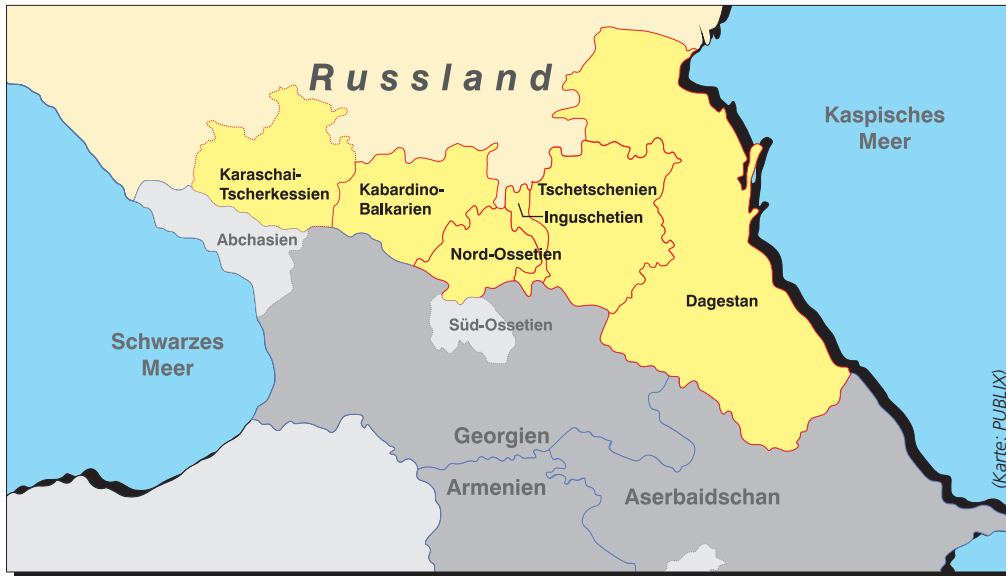 Russland
Kaspisches
Meer
Karaschai-
Tscherkessien
Kabardino-
Balkarien
Tschetschenien
Inguschetien
Abchasien
Nord-Ossetien
Dagestan
Süd-Ossetien
Schwarzes
Meer
Georgien
Armenien
Aserbaidschan
(Karte: PUBLIX)